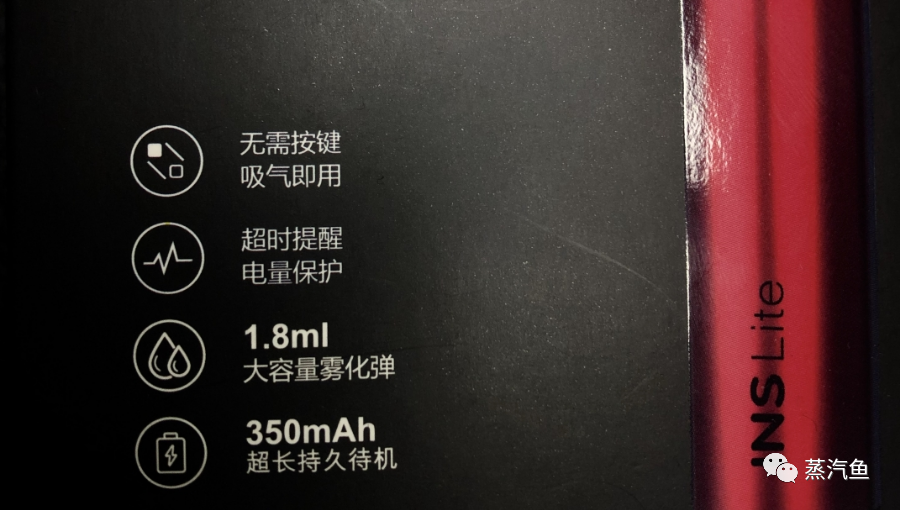 无需按键
吸气即用
超时提醒
电量保护
1.8ml
大容量雾化弹
350mAh
超长持久待机
INS Lite
蒸汽鱼